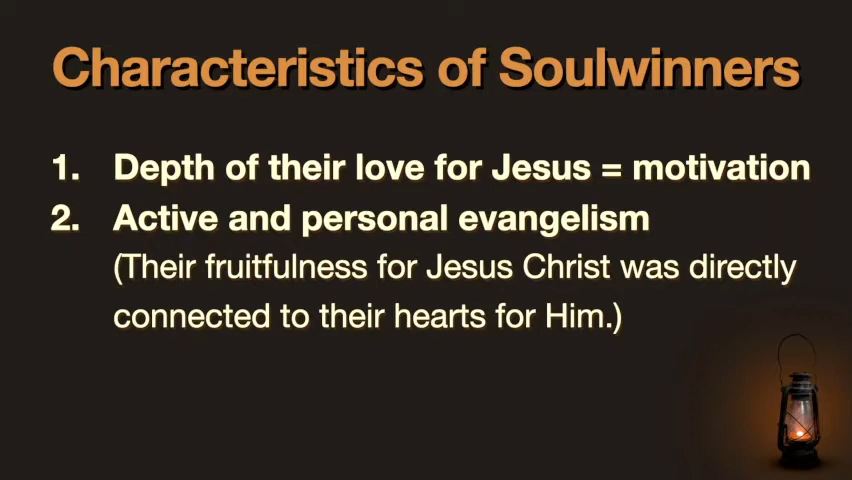 Characteristics of Soulwinners
1. Depth of their love for Jesus = motivation
2. Active and personal evangelism
(Their fruitfulness for Jesus Christ was directly
connected to their hearts for Him.)